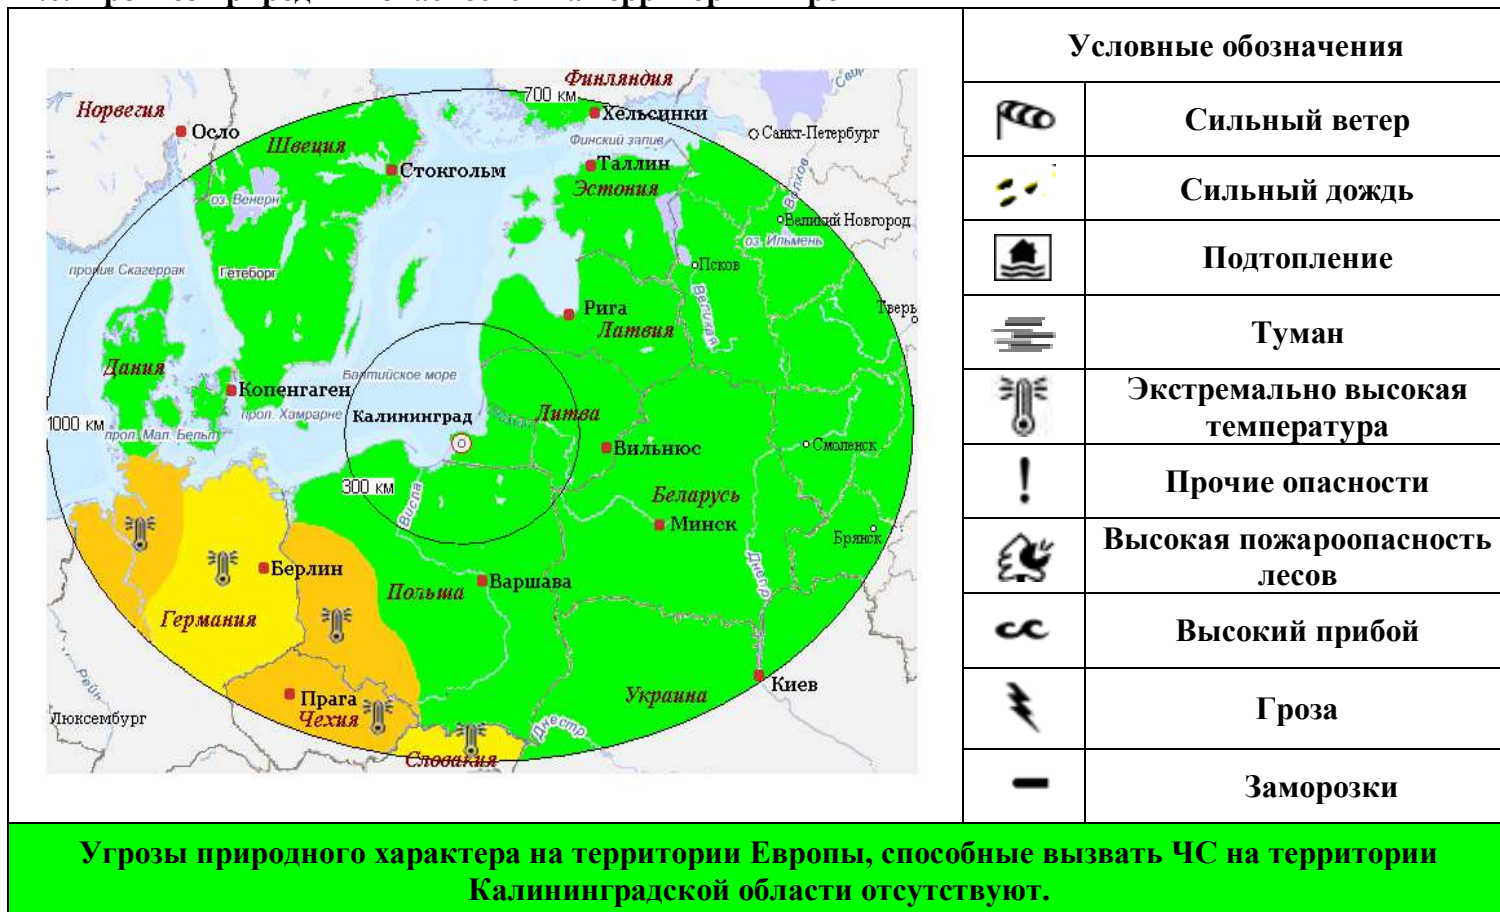 Условные обозначения
Сильный ветер
Сильный дождь
Подтопление
Туман
Экстремально высокая
температура
Прочие опасности
Высокая пожароопасность
лесов
Высокий прибой
Гроза
Заморозки
Финляндия
700 км
Хельсинки
Норвегия
Осло
Швеция
Финский запив
Санкт-Петербург
Стокгольм
Таллин
Эстония
Волхов
оз. Венерн
Великий Новгород
оз. Ильмень
пролив Скагеррак
Гётеборг
Псков
Великая
Рига
Латвия
Тверь
Дания
Балтийское море
Копенгаген
прол. Хамрарне
Калининград
Литва
1000 км
прол. Мал. Бельт
Вильнюс
Смоленск
300 км
Висла
Беларусь
Минск
Брянск
Днепр
Берлин
Варшава
Польша
Германия
Рейн
Прага
Чехия
Киев
Украина
Люксембург
Днестр
Словакия
Угрозы природного характера на территории Европы, способные вызвать ЧС на территории
Калининградской области отсутствуют.